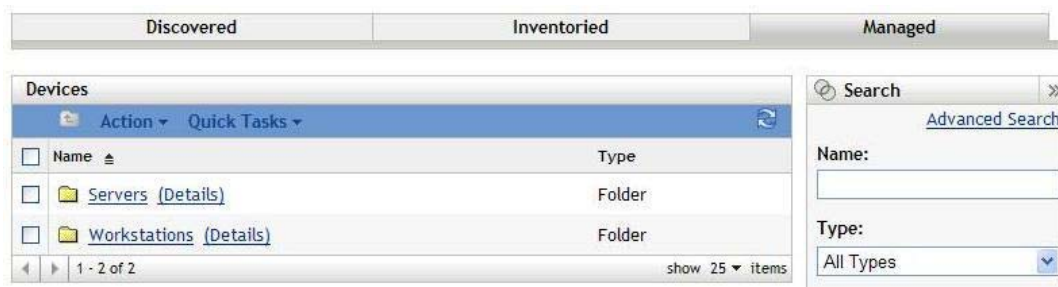 Discovered Inventoried Managed
Devices
Action Quick Tasks
Name Type
Servers (Details) Folder
Workstations (Details) Folder
1 - 2 of 2 show 25 items
Search
Advanced Search
Name:
Type:
All Types